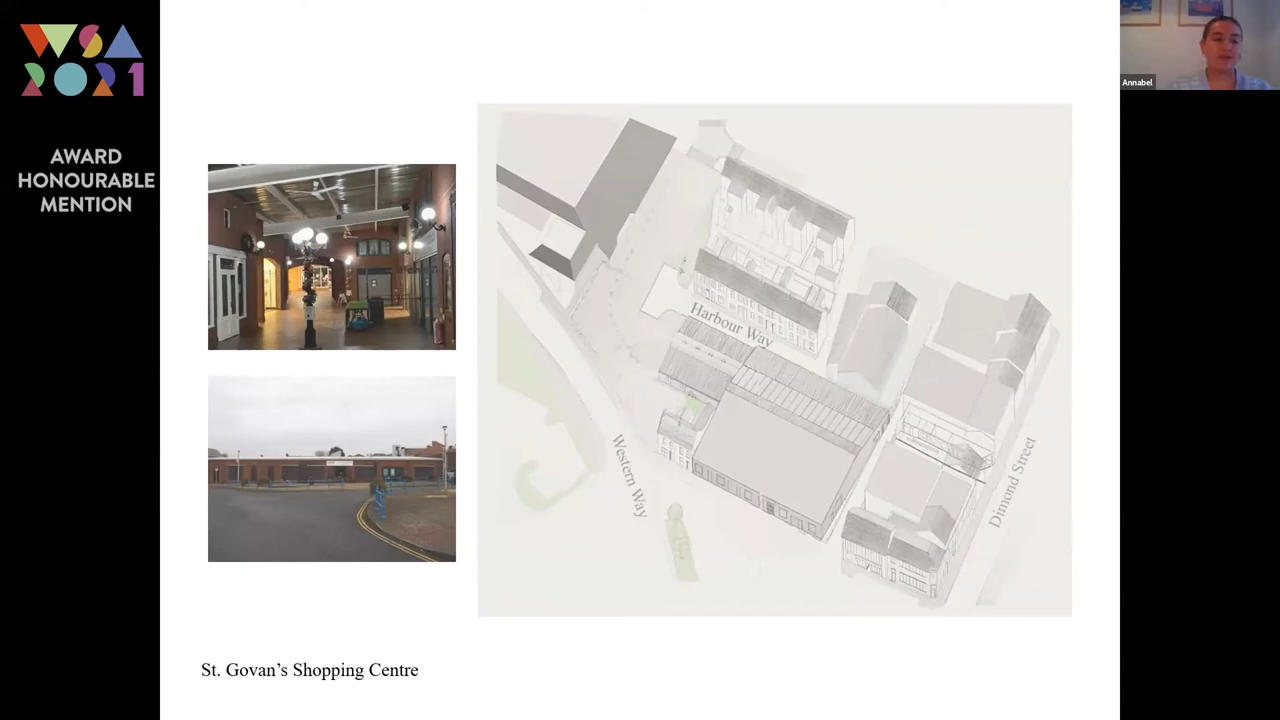 WSA
2021
AWARD
HONOURABLE
MENTION
Annabel
Harbour Way
Western Way
Dimond Street
St. Govan’s Shopping Centre